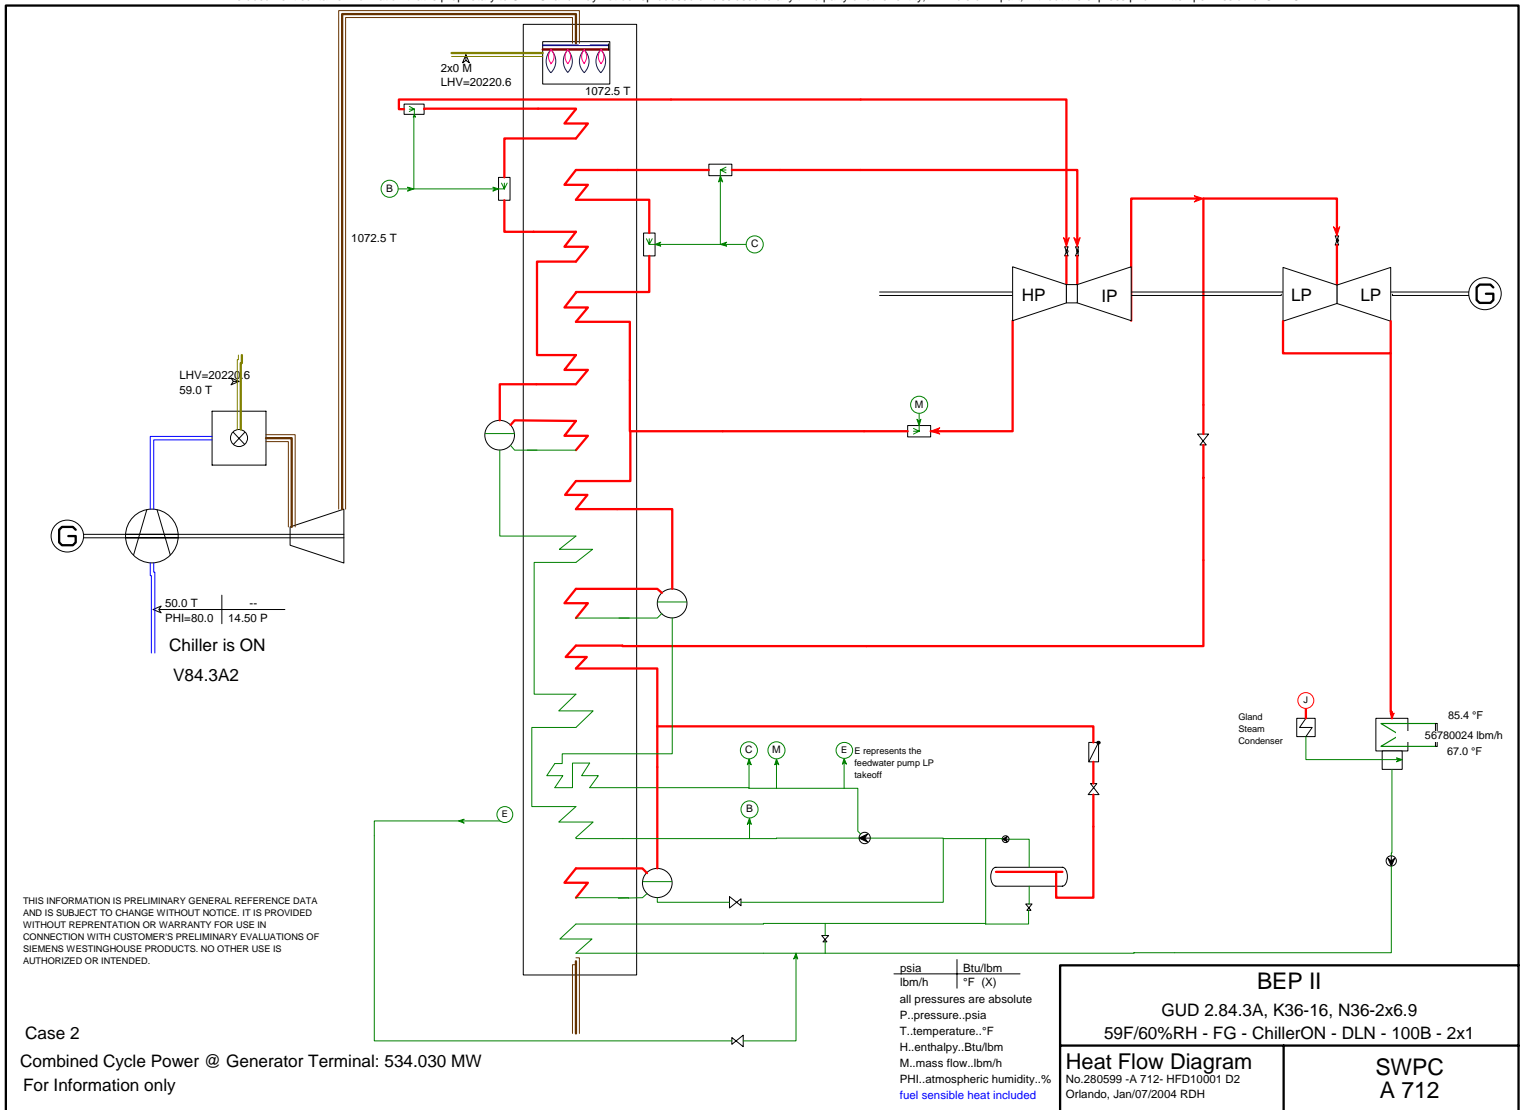 2x0 M
LHV=20220.6
1072.5 T
B
C
1072.5 T
HP
IP
LP
LP
G
LHV=20220.6
59.0 T
M
G
50.0 T
--
PHI=80.0
14.50 P
Chiller is ON
V84.3A2
J
Gland
Steam
Condenser
85.4 °F
56780024 lbm/h
67.0 °F
C
M
E
E represents the
feedwater pump LP
takeoff
B
E
THIS INFORMATION IS PRELIMINARY GENERAL REFERENCE DATA
AND IS SUBJECT TO CHANGE WITHOUT NOTICE. IT IS PROVIDED
WITHOUT REPRENTATION OR WARRANTY FOR USE IN
CONNECTION WITH CUSTOMER'S PRELIMINARY EVALUATIONS OF
SIEMENS WESTINGHOUSE PRODUCTS. NO OTHER USE IS
AUTHORIZED OR INTENDED.
Case 2
Combined Cycle Power @ Generator Terminal: 534.030 MW
For Information only
psia
Btu/lbm
lbm/h
°F (X)
all pressures are absolute
P..pressure..psia
T..temperature..°F
H..enthalpy..Btu/lbm
M..mass flow..lbm/h
PHI..atmospheric humidity..%
fuel sensible heat included
BEP II
GUD 2.84.3A, K36-16, N36-2x6.9
59F/60%RH - FG - ChillerON - DLN - 100B - 2x1
Heat Flow Diagram
No.280599 -A 712- HFD10001 D2
Orlando, Jan/07/2004 RDH
SWPC
A 712